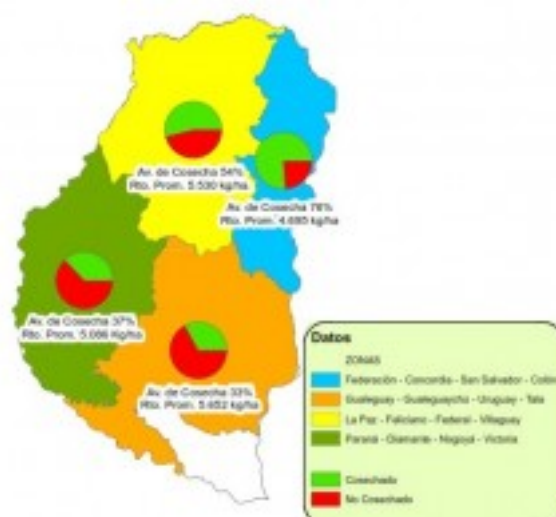 Av. de Cosecha 54%
Rto. Prom. 5.530 kg/ha
Av. de Cosecha 76%
Rto. Prom. 4.695 kg/ha
Av. de Cosecha 37%
Rto. Prom. 5.086 Kg/ha
Av. de Cosecha 33%
Rto. Prom. 5.652 kg/ha
Datos
ZONAS
Federación - Concordia - San Salvador - Colón
Gualeguay - Gualeguaychú - Uruguay - Tala
La Paz - Feliciano - Federal - Villaguay
Paraná - Diamante - Nogoyá - Victoria
Cosechado
No Cosechado